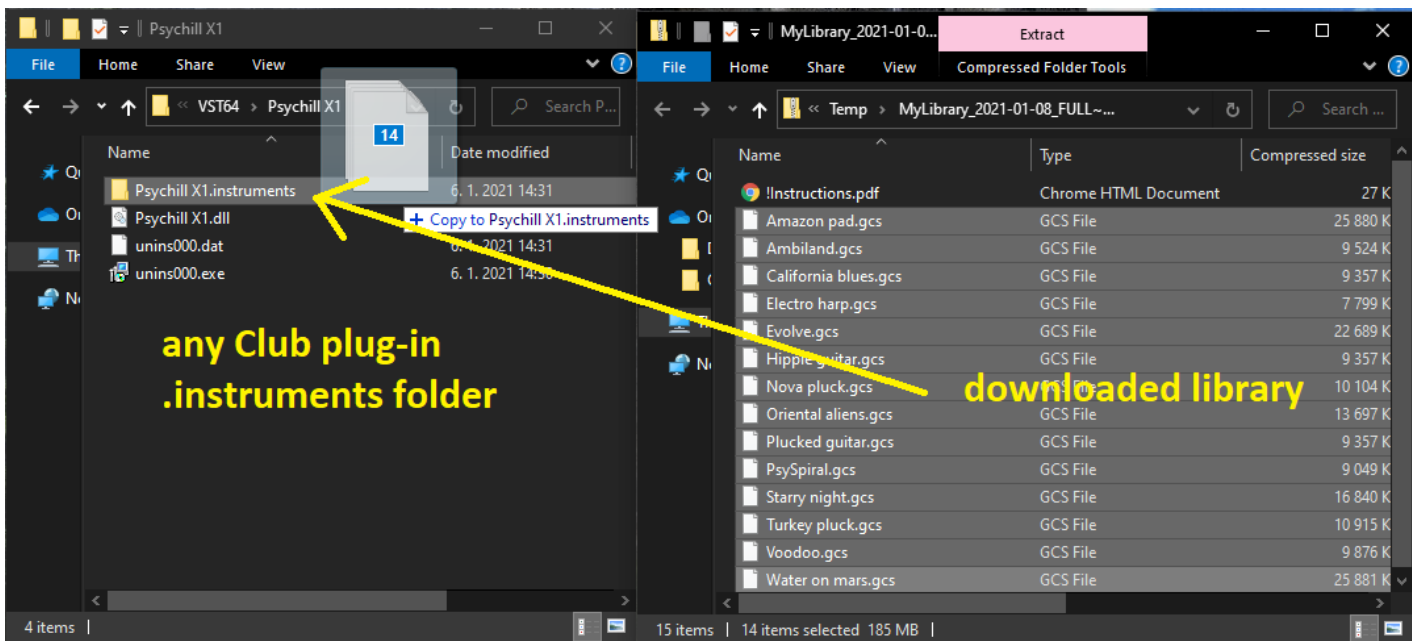 Psychill X1
File Home Share View
VST64 > Psychill X1
Search P...
14
Name Date modified
Psychill X1.instruments 6. 1. 2021 14:31
Psychill X1.dll
+ Copy to Psychill X1.instruments
unins000.dat 6. 1. 2021 14:31
unins000.exe
any Club plug-in
.instruments folder
4 items
MyLibrary_2021-01-0... Extract
File Home Share View Compressed Folder Tools
« Temp > MyLibrary_2021-01-08_FULL~...
Search ...
Name Type Compressed size
!Instructions.pdf Chrome HTML Document 27 K
Amazon pad.gcs GCS File 25 880 K
Ambiland.gcs GCS File 9 524 K
California blues.gcs GCS File 9 357 K
Electro harp.gcs GCS File 7 799 K
Evolve.gcs GCS File 22 689 K
Hippie guitar.gcs GCS File 9 357 K
Nova pluck.gcs GCS File 10 104 K
downloaded library
Oriental aliens.gcs GCS File 13 697 K
Plucked guitar.gcs GCS File 9 357 K
PsySpiral.gcs GCS File 9 049 K
Starry night.gcs GCS File 16 840 K
Turkey pluck.gcs GCS File 10 915 K
Voodoo.gcs GCS File 9 876 K
Water on mars.gcs GCS File 25 881 K
15 items 14 items selected 185 MB